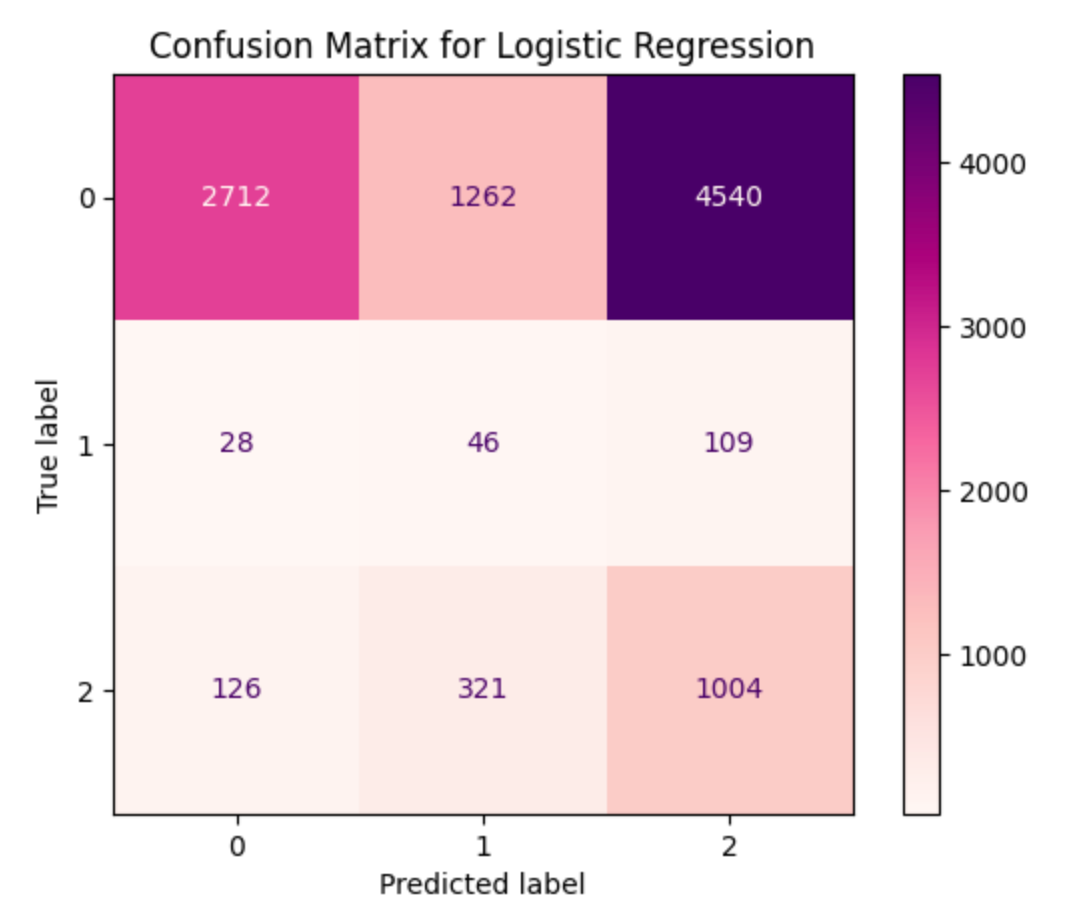 Confusion Matrix for Logistic Regression
0 2712 1262 4540
1 28 46 109
2 126 321 1004
True label
0 1 2
Predicted label
4000
3000
2000
1000